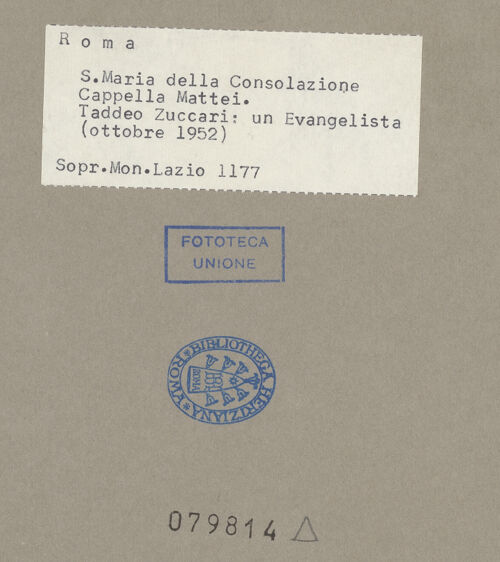 R o m a
S.Maria della Consolazione
Cappella Mattei.
Taddeo Zuccari: un Evangelista
(ottobre 1952)
Sopr.Mon.Lazio 1177
FOTOTECA
UNIONE
*BIBLIOTHECA HERTZIANA*ROMA
ROMA
079814